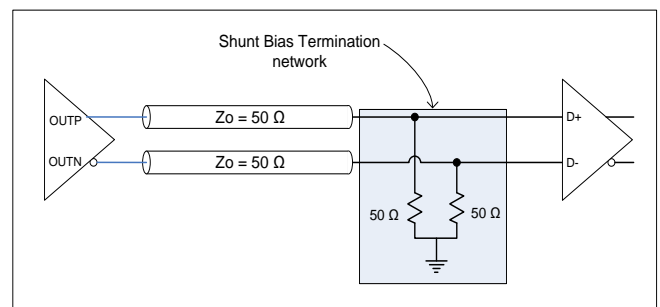 Shunt Bias Termination
network
OUTP
Zo = 50 Ω
D+
OUTN
Zo = 50 Ω
D-
50 Ω
50 Ω